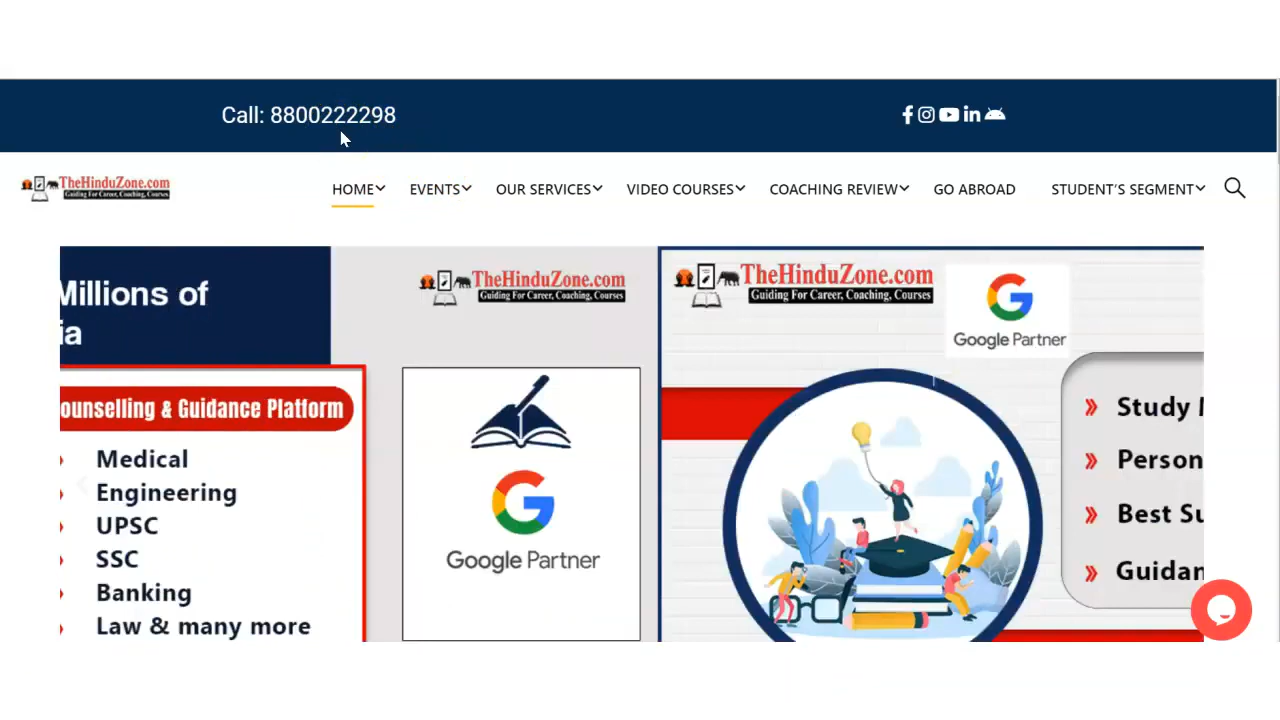 Call: 8800222298
TheHinduZone.com
Guiding For Career, Coaching, Courses
HOME
EVENTS
OUR SERVICES
VIDEO COURSES
COACHING REVIEW
GO ABROAD
STUDENT'S SEGMENT
Millions of
ia
ounselling & Guidance Platform
Medical
Engineering
UPSC
SSC
Banking
Law & many more
TheHinduZone.com
Guiding For Career, Coaching, Courses
Google Partner
TheHinduZone.com
Guiding For Career, Coaching, Courses
Google Partner
» Study
» Person
» Best Su
» Guidan